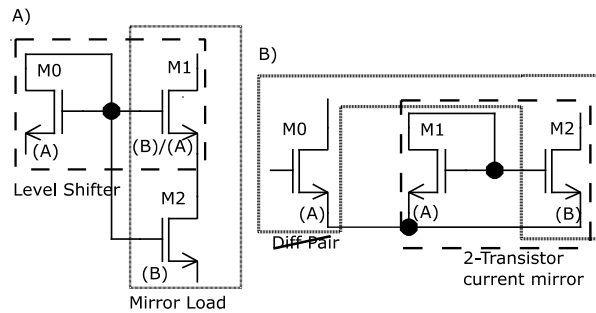 A)
M0
M1
(A)
(B)/(A)
Level Shifter
M2
(B)
Mirror Load
B)
M0
M1
M2
(A)
(A)
(B)
Diff Pair
2-Transistor
current mirror